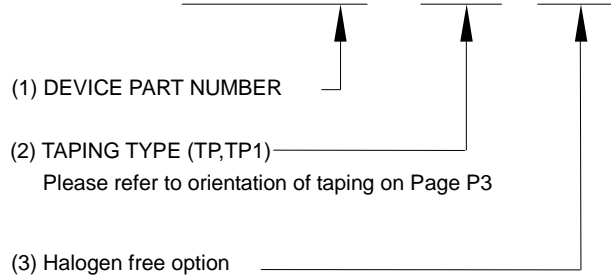 (1) DEVICE PART NUMBER
(2) TAPING TYPE (TP,TP1)
Please refer to orientation of taping on Page P3
(3) Halogen free option